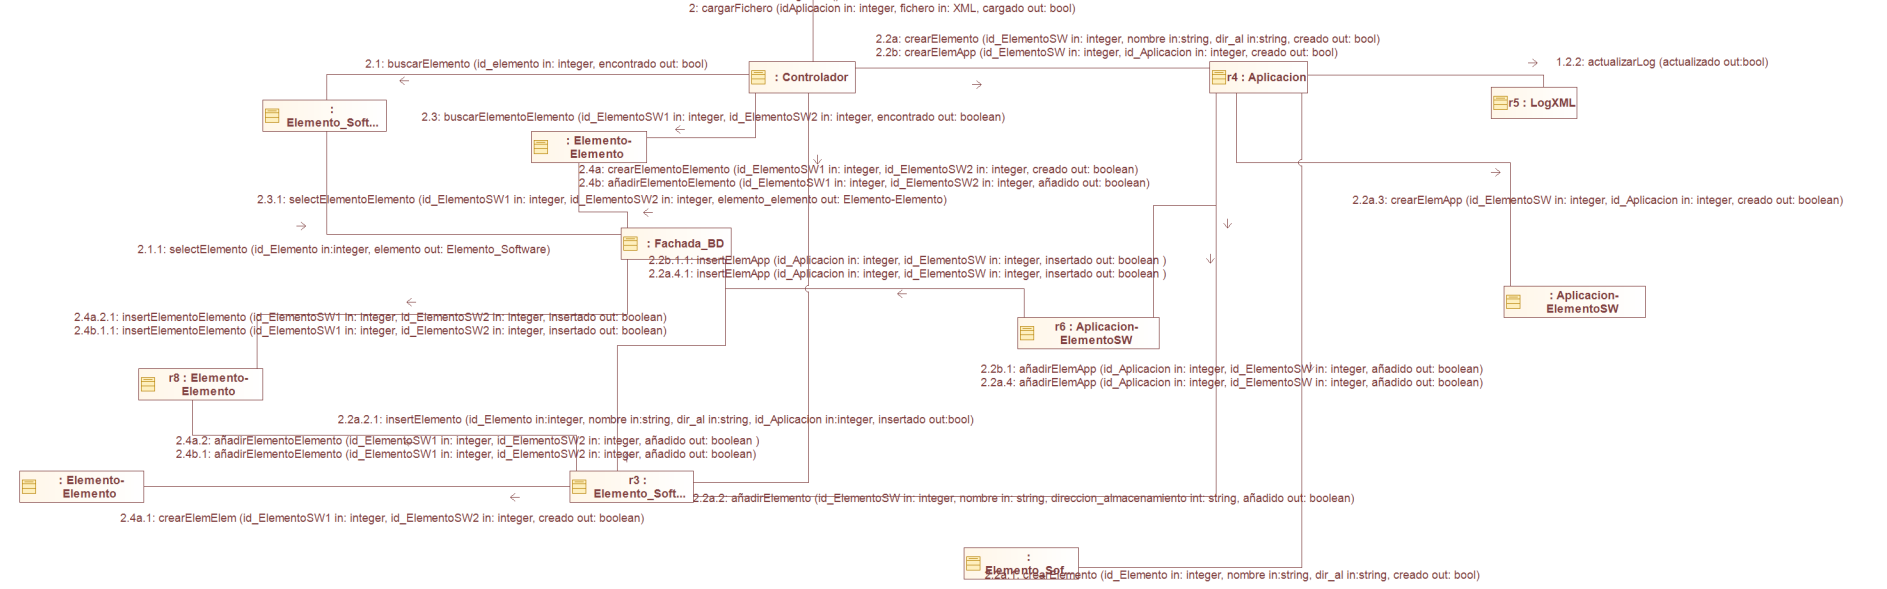 2: cargarFichero (idAplicacion in: integer, fichero in: XML, cargado out: bool)
2.2a: crearElemento (id_ElementoSW in: integer, nombre in:string, dir_al in:string, creado out: bool)
2.2b: crearElemApp (id_ElementoSW in: integer, id_Aplicacion in: integer, creado out: bool)
2.1: buscarElemento (id_elemento in: integer, encontrado out: bool)
1.2.2: actualizarLog (actualizado out:bool)
: Controlador
r4 : Aplicacion
r5 : LogXML
:
Elemento_Soft...
2.3: buscarElementoElemento (id_ElementoSW1 in: integer, id_ElementoSW2 in: integer, encontrado out: boolean)
: Elemento-
Elemento
2.4a: crearElementoElemento (id_ElementoSW1 in: integer, id_ElementoSW2 in: integer, creado out: boolean)
2.4b: añadirElementoElemento (id_ElementoSW1 in: integer, id_ElementoSW2 in: integer, añadido out: boolean)
2.3.1: selectElementoElemento (id_ElementoSW1 in: integer, id_ElementoSW2 in: integer, elemento_elemento out: Elemento-Elemento)
2.2a.3: crearElemApp (id_ElementoSW in: integer, id_Aplicacion in: integer, creado out: boolean)
2.1.1: selectElemento (id_Elemento in:integer, elemento out: Elemento_Software)
: Fachada_BD
2.2b.1.1: insertElemApp (id_Aplicacion in: integer, id_ElementoSW in: integer, insertado out: boolean )
2.2a.4.1: insertElemApp (id_Aplicacion in: integer, id_ElementoSW in: integer, insertado out: boolean )
: Aplicacion-
ElementoSW
2.4a.2.1: insertElementoElemento (id_ElementoSW1 in: integer, id_ElementoSW2 in: integer, insertado out: boolean)
2.4b.1.1: insertElementoElemento (id_ElementoSW1 in: integer, id_ElementoSW2 in: integer, insertado out: boolean)
r6 : Aplicacion-
ElementoSW
2.2b.1: añadirElemApp (id_Aplicacion in: integer, id_ElementoSW in: integer, añadido out: boolean)
2.2a.4: añadirElemApp (id_Aplicacion in: integer, id_ElementoSW in: integer, añadido out: boolean)
r8 : Elemento-
Elemento
2.2a.2.1: insertElemento (id_Elemento in:integer, nombre in:string, dir_al in:string, id_Aplicacion in:integer, insertado out:bool)
2.4a.2: añadirElementoElemento (id_ElementoSW1 in: integer, id_ElementoSW2 in: integer, añadido out: boolean )
2.4b.1: añadirElementoElemento (id_ElementoSW1 in: integer, id_ElementoSW2 in: integer, añadido out: boolean)
: Elemento-
Elemento
r3 :
Elemento_Soft...
2.2a.2: añadirElemento (id_ElementoSW in: integer, nombre in: string, direccion_almacenamiento int: string, añadido out: boolean)
2.4a.1: crearElemElem (id_ElementoSW1 in: integer, id_ElementoSW2 in: integer, creado out: boolean)
:
Elemento_Sof...
2.2a.1: crearElemento (id_Elemento in: integer, nombre in:string, dir_al in:string, creado out: bool)